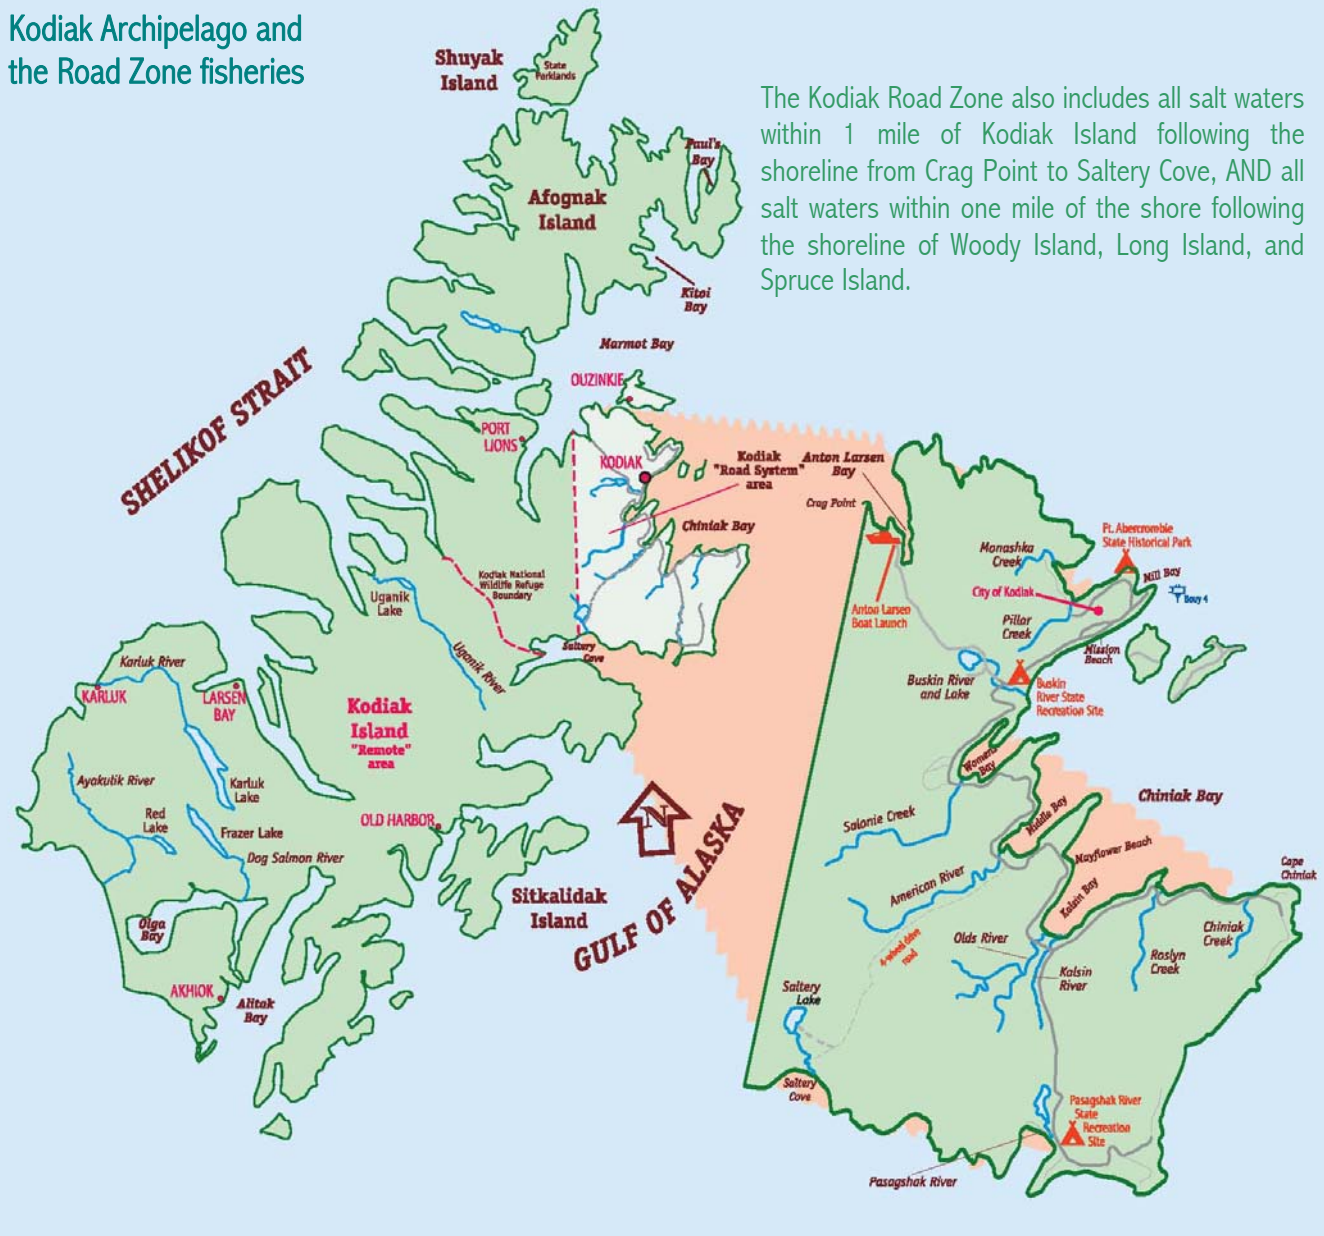 Kodiak Archipelago and
the Road Zone fisheries
The Kodiak Road Zone also includes all salt waters
within 1 mile of Kodiak Island following the
shoreline from Crag Point to Saltery Cove, AND all
salt waters within one mile of the shore following
the shoreline of Woody Island, Long Island, and
Spruce Island.
Shuyak
Island
State
Parklands
Paul's
Bay
Afognak
Island
Kitoi
Bay
Marmot Bay
SHELIKOF STRAIT
OUZINKIE
PORT
LIONS
KODIAK
Kodiak
"Road System"
area
Chiniak Bay
Kodiak National
Wildlife Refuge
Boundary
Uganik
Lake
Uganik River
Saltery
Cove
Karluk River
KARLUK
LARSEN
BAY
Kodiak
Island
"Remote"
area
Ayakulik River
Karluk
Lake
Red
Lake
Frazer Lake
Dog Salmon River
OLD HARBOR
Sitkalidak
Island
N
GULF OF ALASKA
Olga
Bay
AKHIOK
Alitak
Bay
Anton Larsen
Bay
Crag Point
Anton Larsen
Boat Launch
Monashka
Creek
Ft. Abercrombie
State Historical Park
Mill Bay
Bouy 4
City of Kodiak
Pillar
Creek
Mission
Beach
Buskin River
and Lake
Buskin
River State
Recreation Site
Womens
Bay
Chiniak Bay
Salonie Creek
Middle Bay
Mayflower Beach
American River
Kalsin Bay
Cape
Chiniak
4-wheel drive
road
Olds River
Kalsin
River
Roslyn
Creek
Chiniak
Creek
Saltery
Lake
Saltery
Cove
Pasagshak River
State
Recreation
Site
Pasagshak River